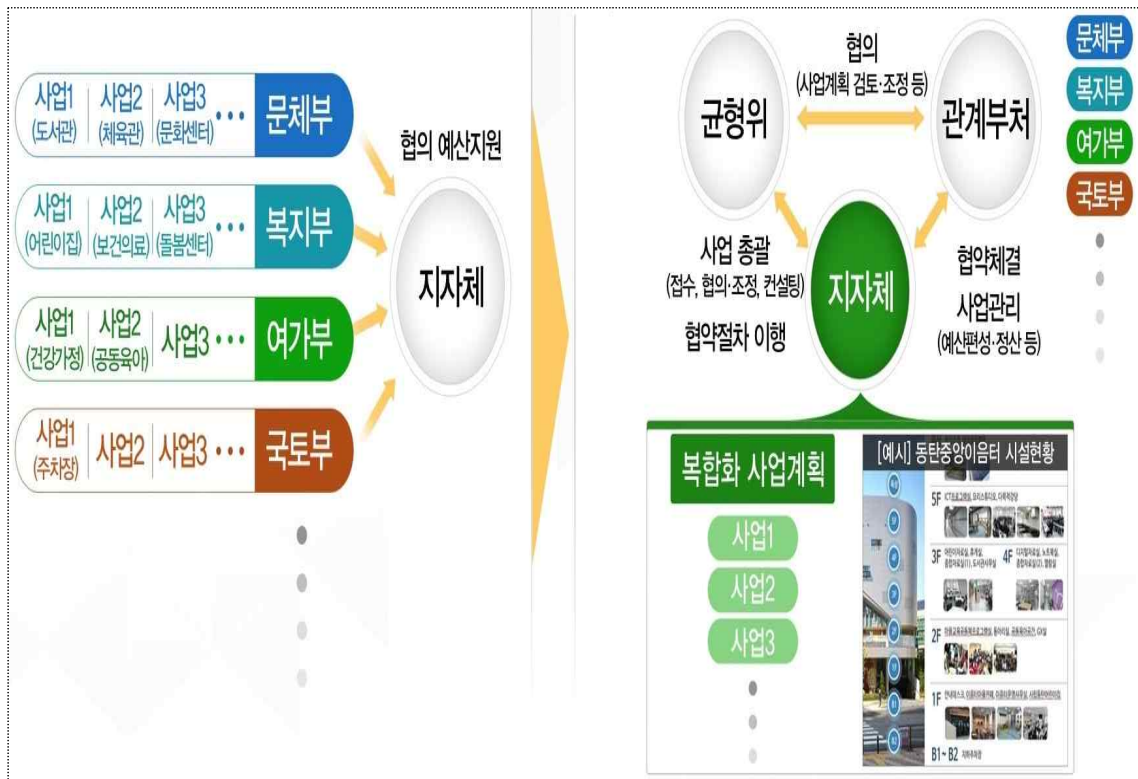 사업1
(도서관)
사업2
(체육관)
사업3
(문화센터)
···
문체부
사업1
(어린이집)
사업2
(보건의료)
사업3
(돌봄센터)
···
복지부
사업1
(건강가정)
사업2
(공동육아)
사업3 ···
여가부
사업1
(주차장)
사업2
사업3 ···
국토부
협의 예산지원
지자체
균형위
협의
(사업계획 검토·조정 등)
관계부처
문체부
복지부
여가부
국토부
사업 총괄
(접수, 협의·조정, 컨설팅)
협약절차 이행
지자체
협약체결
사업관리
(예산편성·정산 등)
복합화 사업계획
사업1
사업2
사업3
[예시] 동탄중앙이음터 시설현황
5F
3F
4F
2F
1F
B1~B2 지하주차장